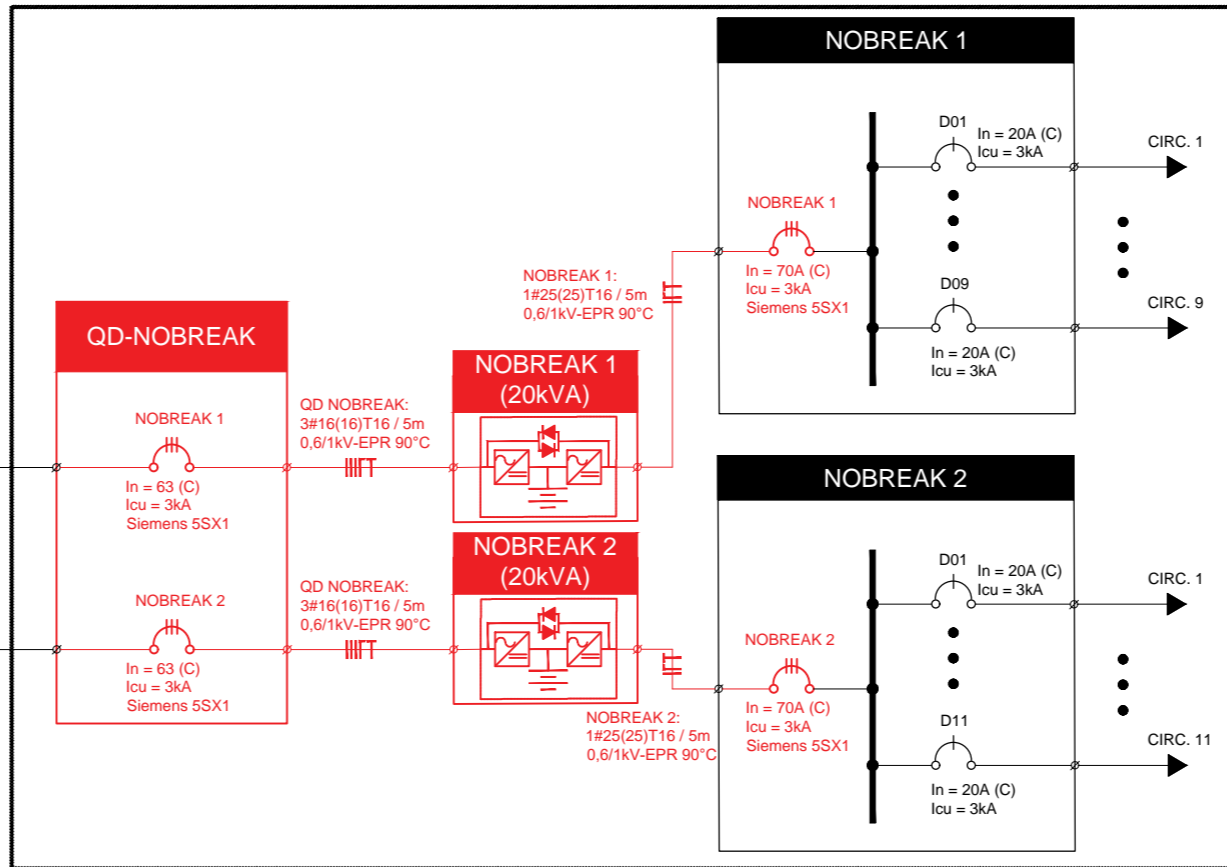 NOBREAK 1
D01
In = 20A (C)
Icu = 3kA
CIRC. 1
NOBREAK 1
In = 70A (C)
Icu = 3kA
Siemens 5SX1
D09
In = 20A (C)
Icu = 3kA
CIRC. 9
NOBREAK 1:
1#25(25)T16 / 5m
0,6/1kV-EPR 90°C
QD-NOBREAK
NOBREAK 1
In = 63 (C)
Icu = 3kA
Siemens 5SX1
QD NOBREAK:
3#16(16)T16 / 5m
0,6/1kV-EPR 90°C
NOBREAK 1
(20kVA)
NOBREAK 2
In = 63 (C)
Icu = 3kA
Siemens 5SX1
QD NOBREAK:
3#16(16)T16 / 5m
0,6/1kV-EPR 90°C
NOBREAK 2
(20kVA)
NOBREAK 2:
1#25(25)T16 / 5m
0,6/1kV-EPR 90°C
NOBREAK 2
D01
In = 20A (C)
Icu = 3kA
CIRC. 1
NOBREAK 2
In = 70A (C)
Icu = 3kA
Siemens 5SX1
D11
In = 20A (C)
Icu = 3kA
CIRC. 11